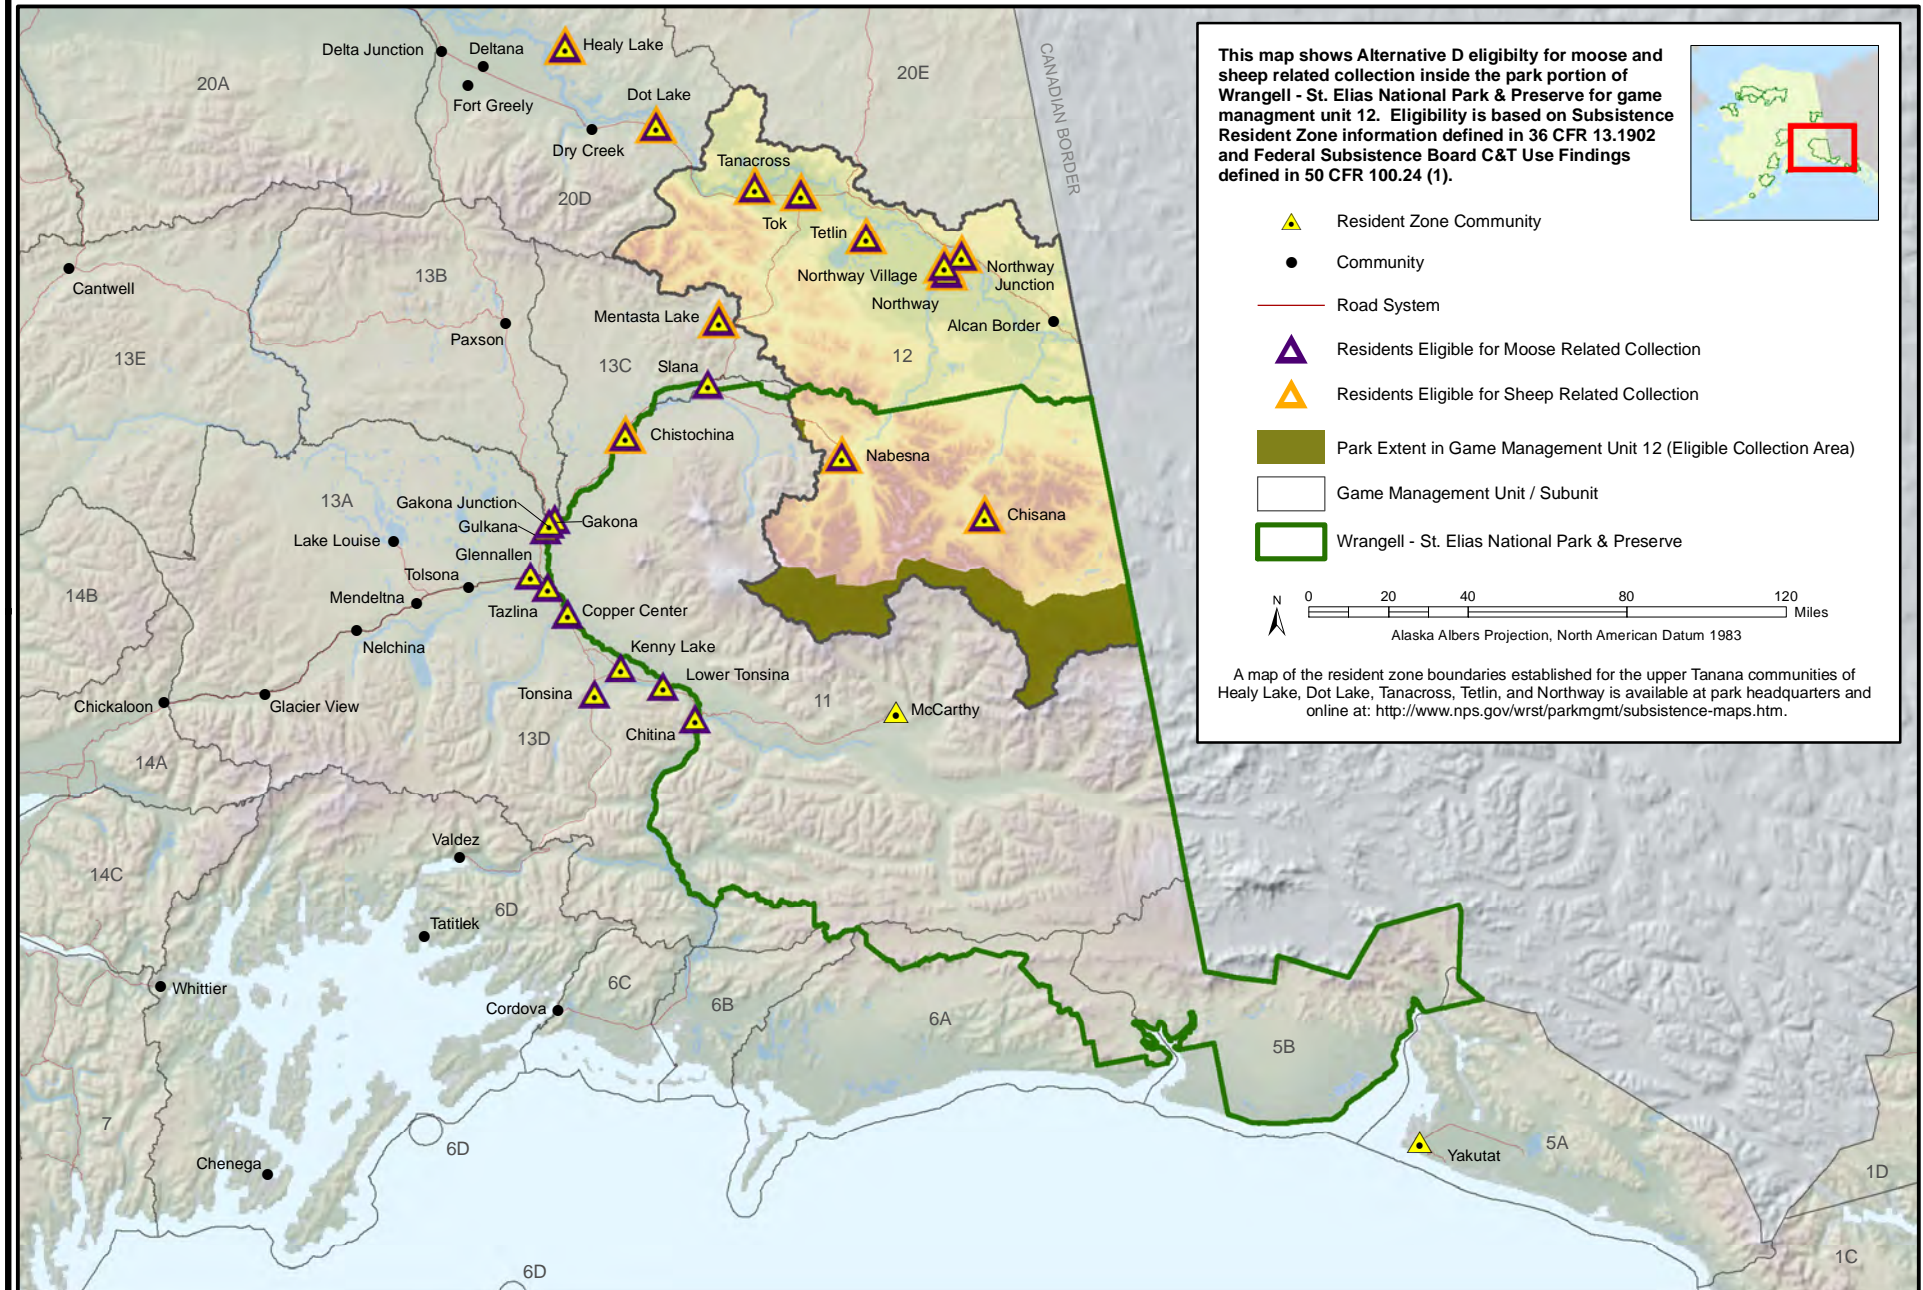 This map shows Alternative D eligibilty for moose and
sheep related collection inside the park portion of
Wrangell - St. Elias National Park & Preserve for game
managment unit 12. Eligibility is based on Subsistence
Resident Zone information defined in 36 CFR 13.1902
and Federal Subsistence Board C&T Use Findings
defined in 50 CFR 100.24 (1).
Resident Zone Community
Community
Road System
Residents Eligible for Moose Related Collection
Residents Eligible for Sheep Related Collection
Park Extent in Game Management Unit 12 (Eligible Collection Area)
Game Management Unit / Subunit
Wrangell - St. Elias National Park & Preserve
N
0 20 40 80 120
Miles
Alaska Albers Projection, North American Datum 1983
A map of the resident zone boundaries established for the upper Tanana communities of
Healy Lake, Dot Lake, Tanacross, Tetlin, and Northway is available at park headquarters and
online at: http://www.nps.gov/wrst/parkmgmt/subsistence-maps.htm.
Delta Junction
Deltana
Healy Lake
20A
20E
CANADIAN BORDER
Fort Greely
Dot Lake
Dry Creek
Tanacross
20D
Tok
Tetlin
Northway Village
Northway
Junction
Northway
Cantwell
13B
Mentasta Lake
Alcan Border
Paxson
13E
13C
12
Slana
Chistochina
Nabesna
13A
Gakona Junction
Gakona
Gulkana
Chisana
Lake Louise
Glennallen
Tolsona
14B
Mendeltna
Tazlina
Copper Center
Nelchina
Kenny Lake
Lower Tonsina
Tonsina
Chickaloon
Glacier View
11
McCarthy
Chitina
13D
14A
Valdez
14C
6D
Tatitlek
Whittier
6C
Cordova
6B
6A
5B
7
6D
5A
Yakutat
Chenega
1D
1C
6D